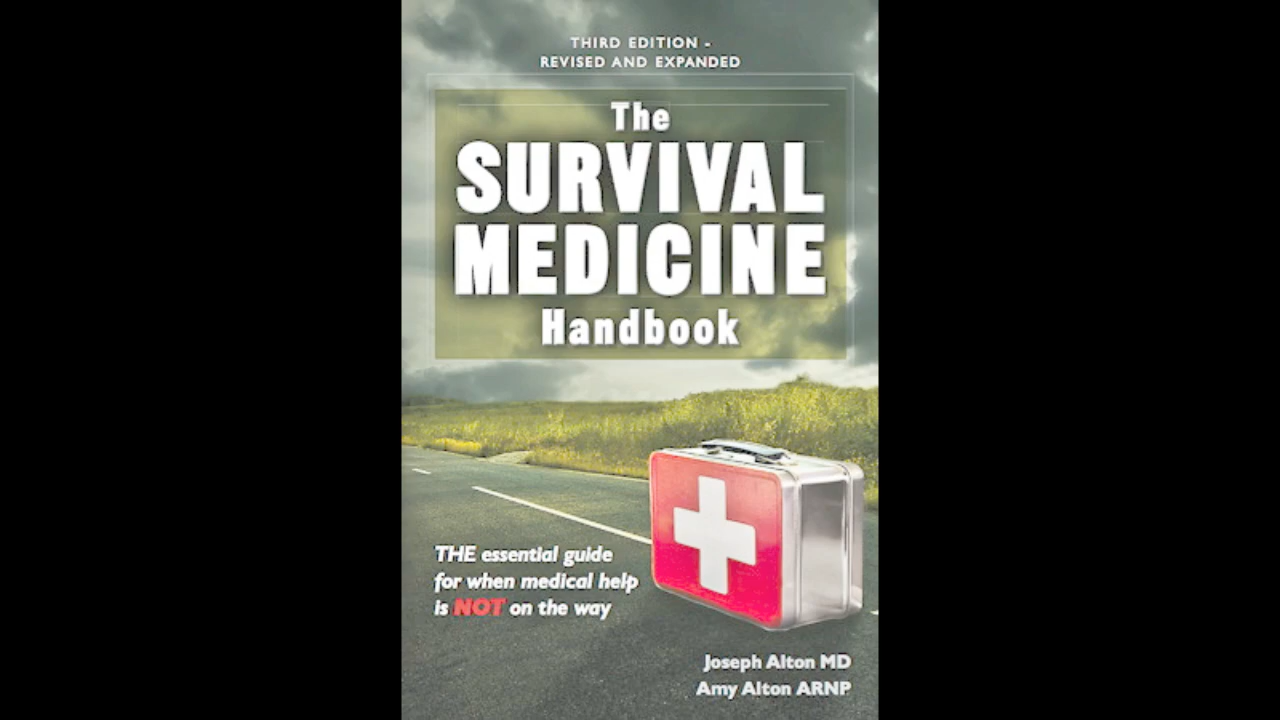 THIRD EDITION -
REVISED AND EXPANDED
The
SURVIVAL
MEDICINE
Handbook
THE essential guide
for when medical help
is NOT on the way
Joseph Alton MD
Amy Alton ARNP